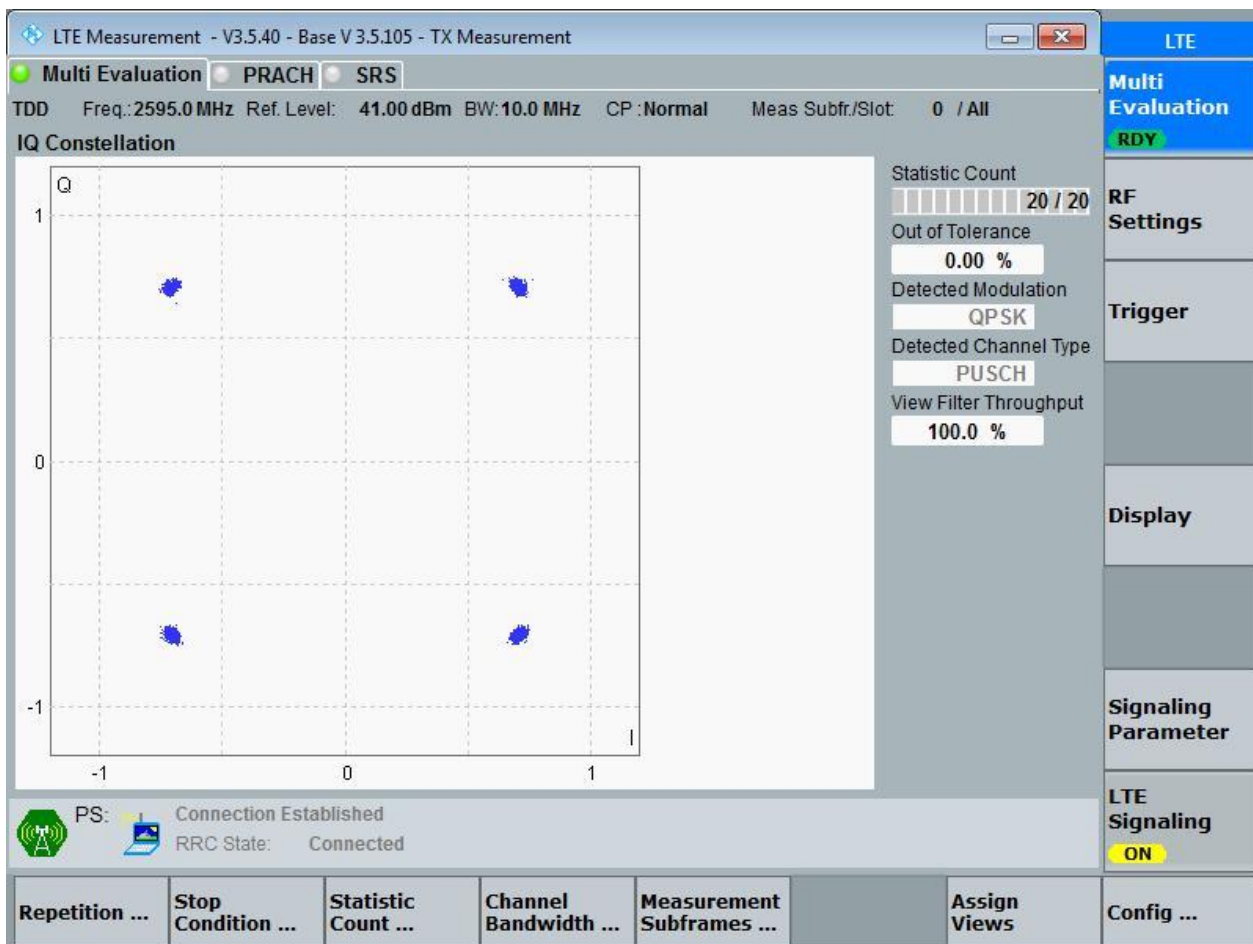 LTE Measurement - V3.5.40 - Base V 3.5.105 - TX Measurement
LTE
Multi Evaluation PRACH SRS
Multi
Evaluation
RDY
TDD Freq.: 2595.0 MHz Ref. Level: 41.00 dBm BW: 10.0 MHz CP : Normal Meas Subfr./Slot: 0 / All
IQ Constellation
Q
1
0
-1
I
-1 0 1
Statistic Count
20 / 20
Out of Tolerance
0.00 %
Detected Modulation
QPSK
Detected Channel Type
PUSCH
View Filter Throughput
100.0 %
RF
Settings
Trigger
Display
Signaling
Parameter
LTE
Signaling
ON
PS: Connection Established
RRC State: Connected
Repetition ...
Stop
Condition ...
Statistic
Count ...
Channel
Bandwidth ...
Measurement
Subframes ...
Assign
Views
Config ...